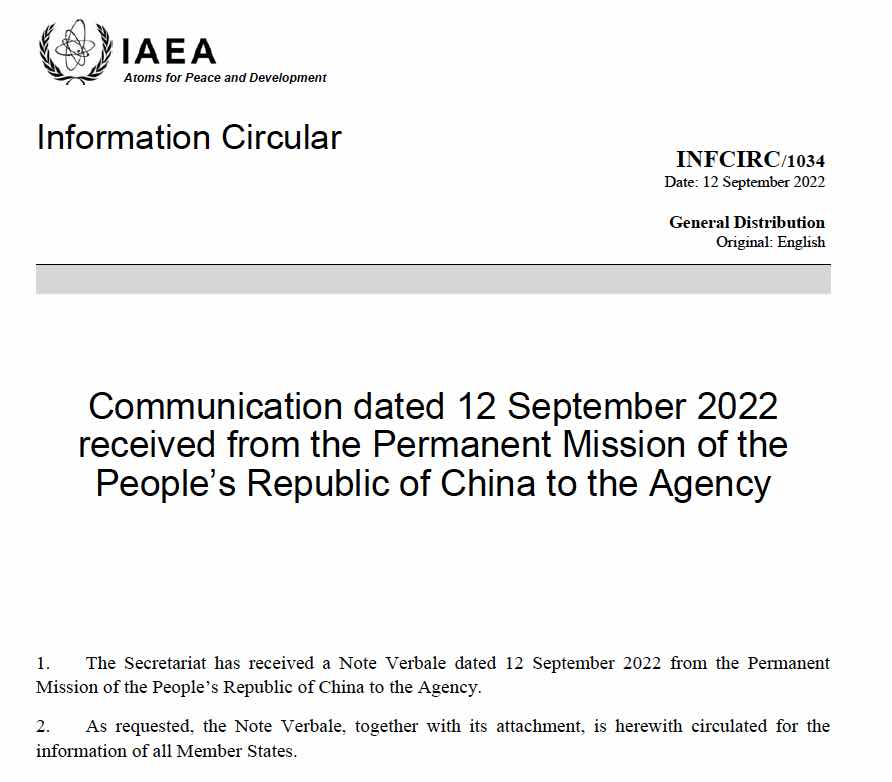 IAEA
Atoms for Peace and Development
Information Circular
INFCIRC/1034
Date: 12 September 2022
General Distribution
Original: English
Communication dated 12 September 2022
received from the Permanent Mission of the
People’s Republic of China to the Agency
1. The Secretariat has received a Note Verbale dated 12 September 2022 from the Permanent
Mission of the People’s Republic of China to the Agency.
2. As requested, the Note Verbale, together with its attachment, is herewith circulated for the
information of all Member States.